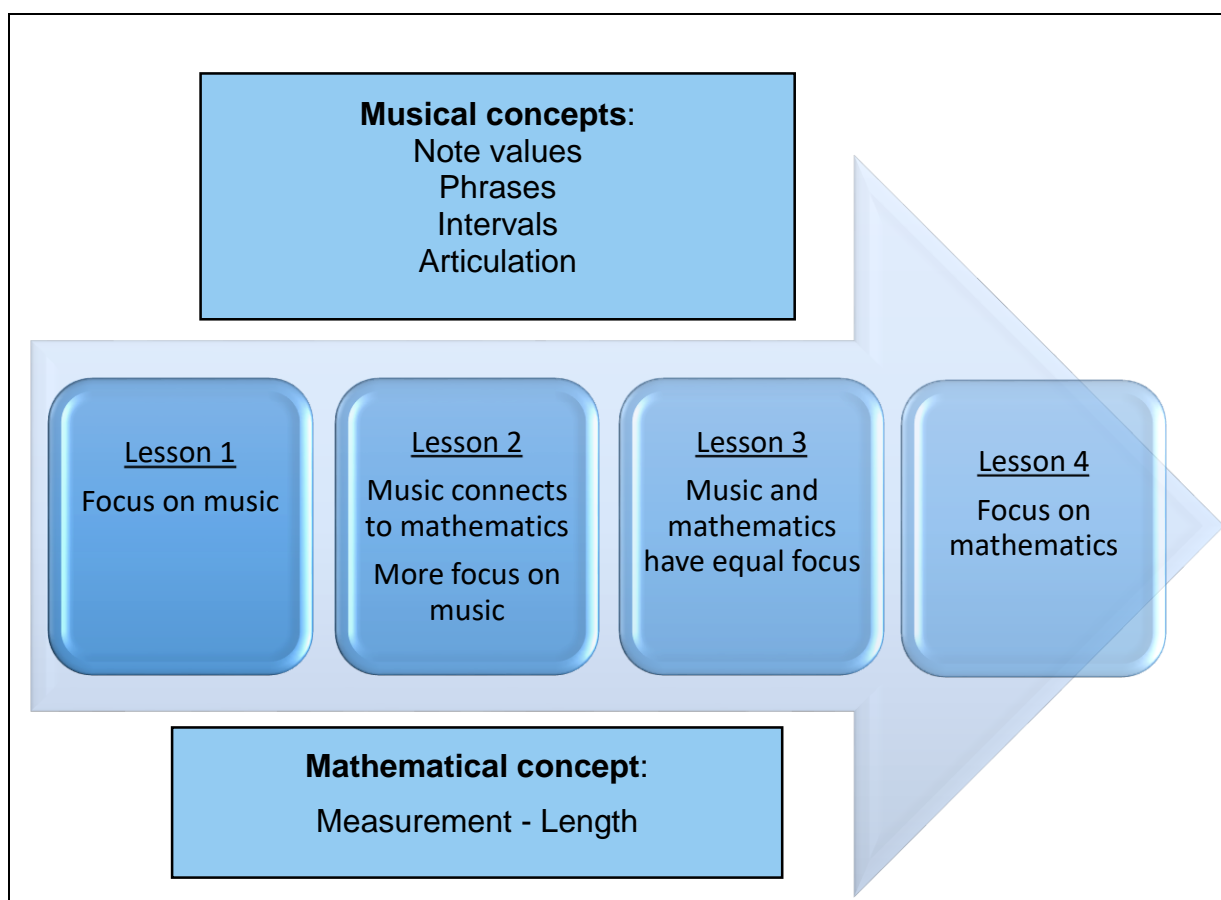 Musical concepts:
Note values
Phrases
Intervals
Articulation
Lesson 1
Focus on music
Lesson 2
Music connects
to mathematics
More focus on
music
Lesson 3
Music and
mathematics
have equal focus
Lesson 4
Focus on
mathematics
Mathematical concept:
Measurement - Length